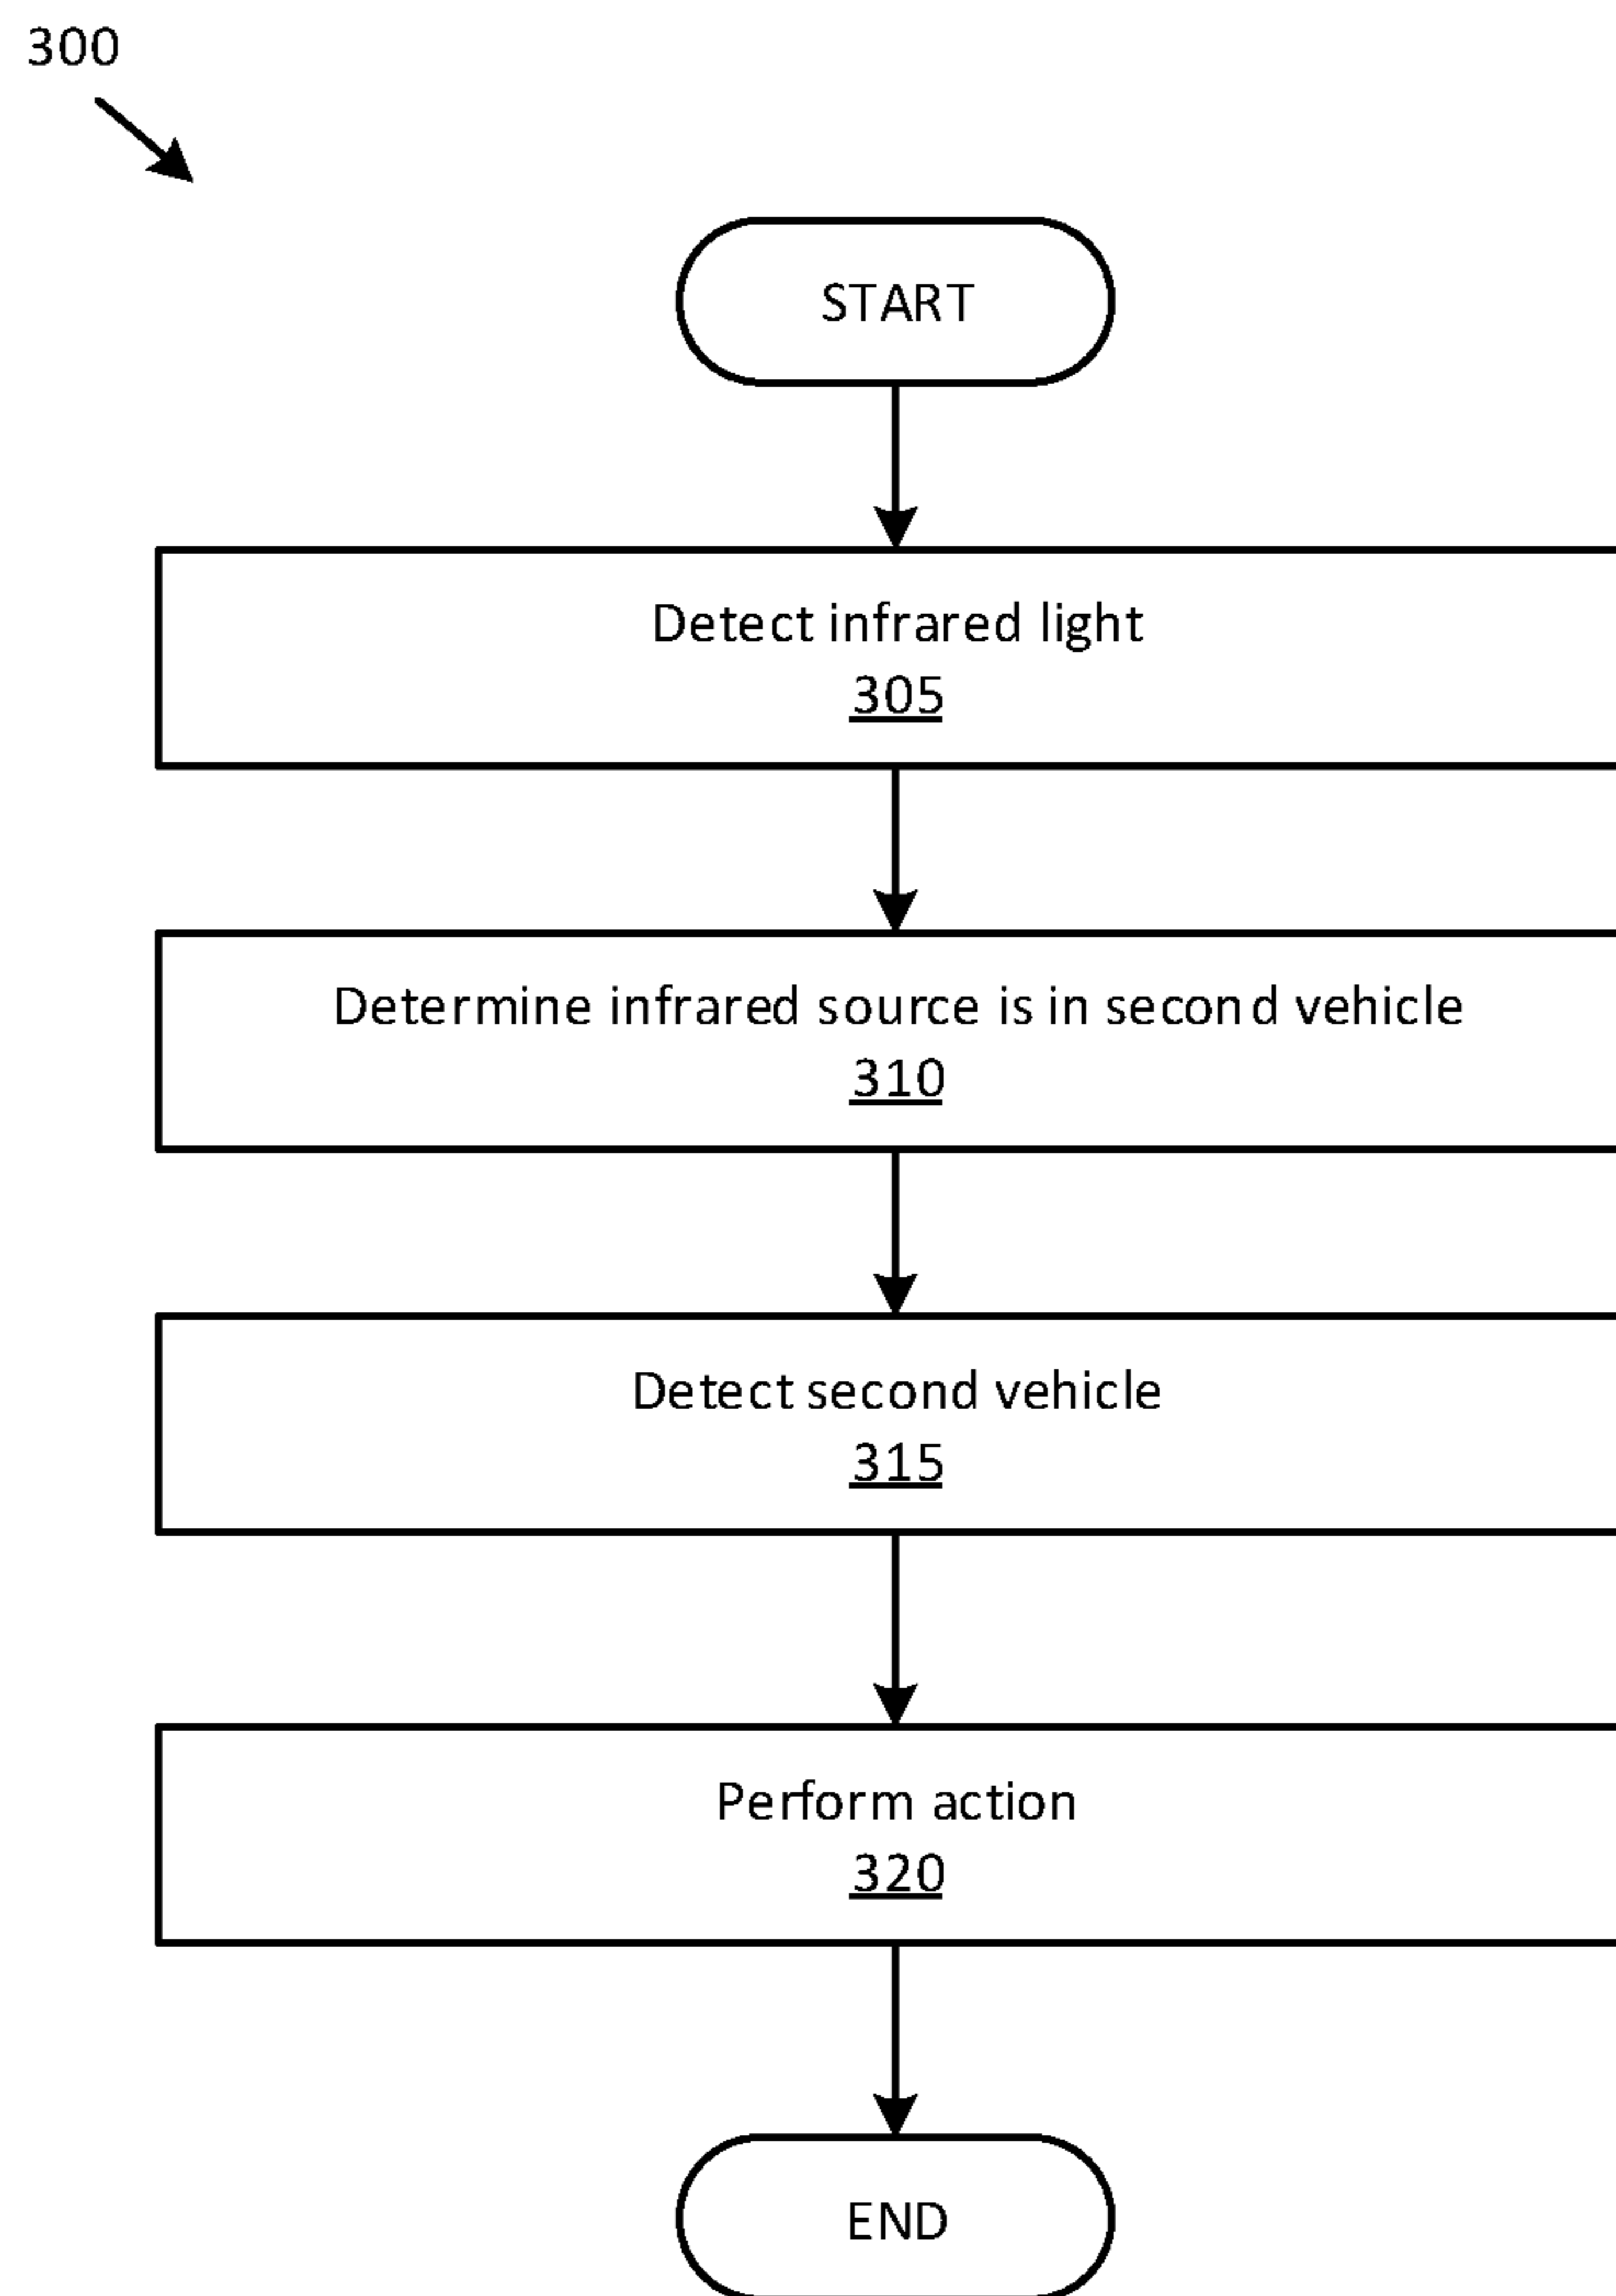 300
START
Detect infrared light
305
Determine infrared source is in second vehicle
310
Detect second vehicle
315
Perform action
320
END